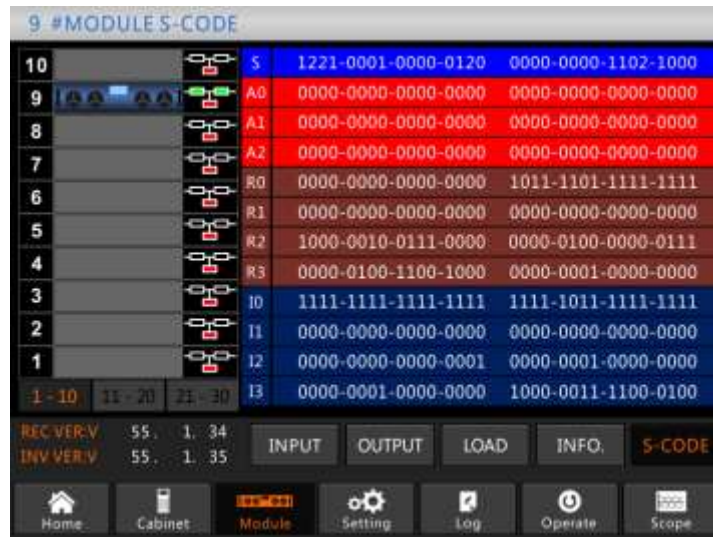 9 #MODULE S-CODE
10 S 1221-0001-0000-0120 0000-0000-1102-1000
9 A0 0000-0000-0000-0000 0000-0000-0000-0000
8 A1 0000-0000-0000-0000 0000-0000-0000-0000
7 A2 0000-0000-0000-0000 0000-0000-0000-0000
R0 0000-0000-0000-0000 1011-1101-1111-1111
6 R1 0000-0000-0000-0000 0000-0000-0000-0000
5 R2 1000-0010-0111-0000 0000-0100-0000-0111
4 R3 0000-0100-1100-1000 0000-0001-0000-0000
3 I0 1111-1111-1111-1111 1111-1011-1111-1111
2 I1 0000-0000-0000-0000 0000-0000-0000-0000
1 I2 0000-0000-0000-0001 0000-0001-0000-0000
1 - 10 11 - 20 21 - 30 I3 0000-0001-0000-0000 1000-0011-1100-0100
REC VER:V 55. 1. 34
INV VER:V 55. 1. 35
INPUT OUTPUT LOAD INFO. S-CODE
Home Cabinet Module Setting Log Operate Scope